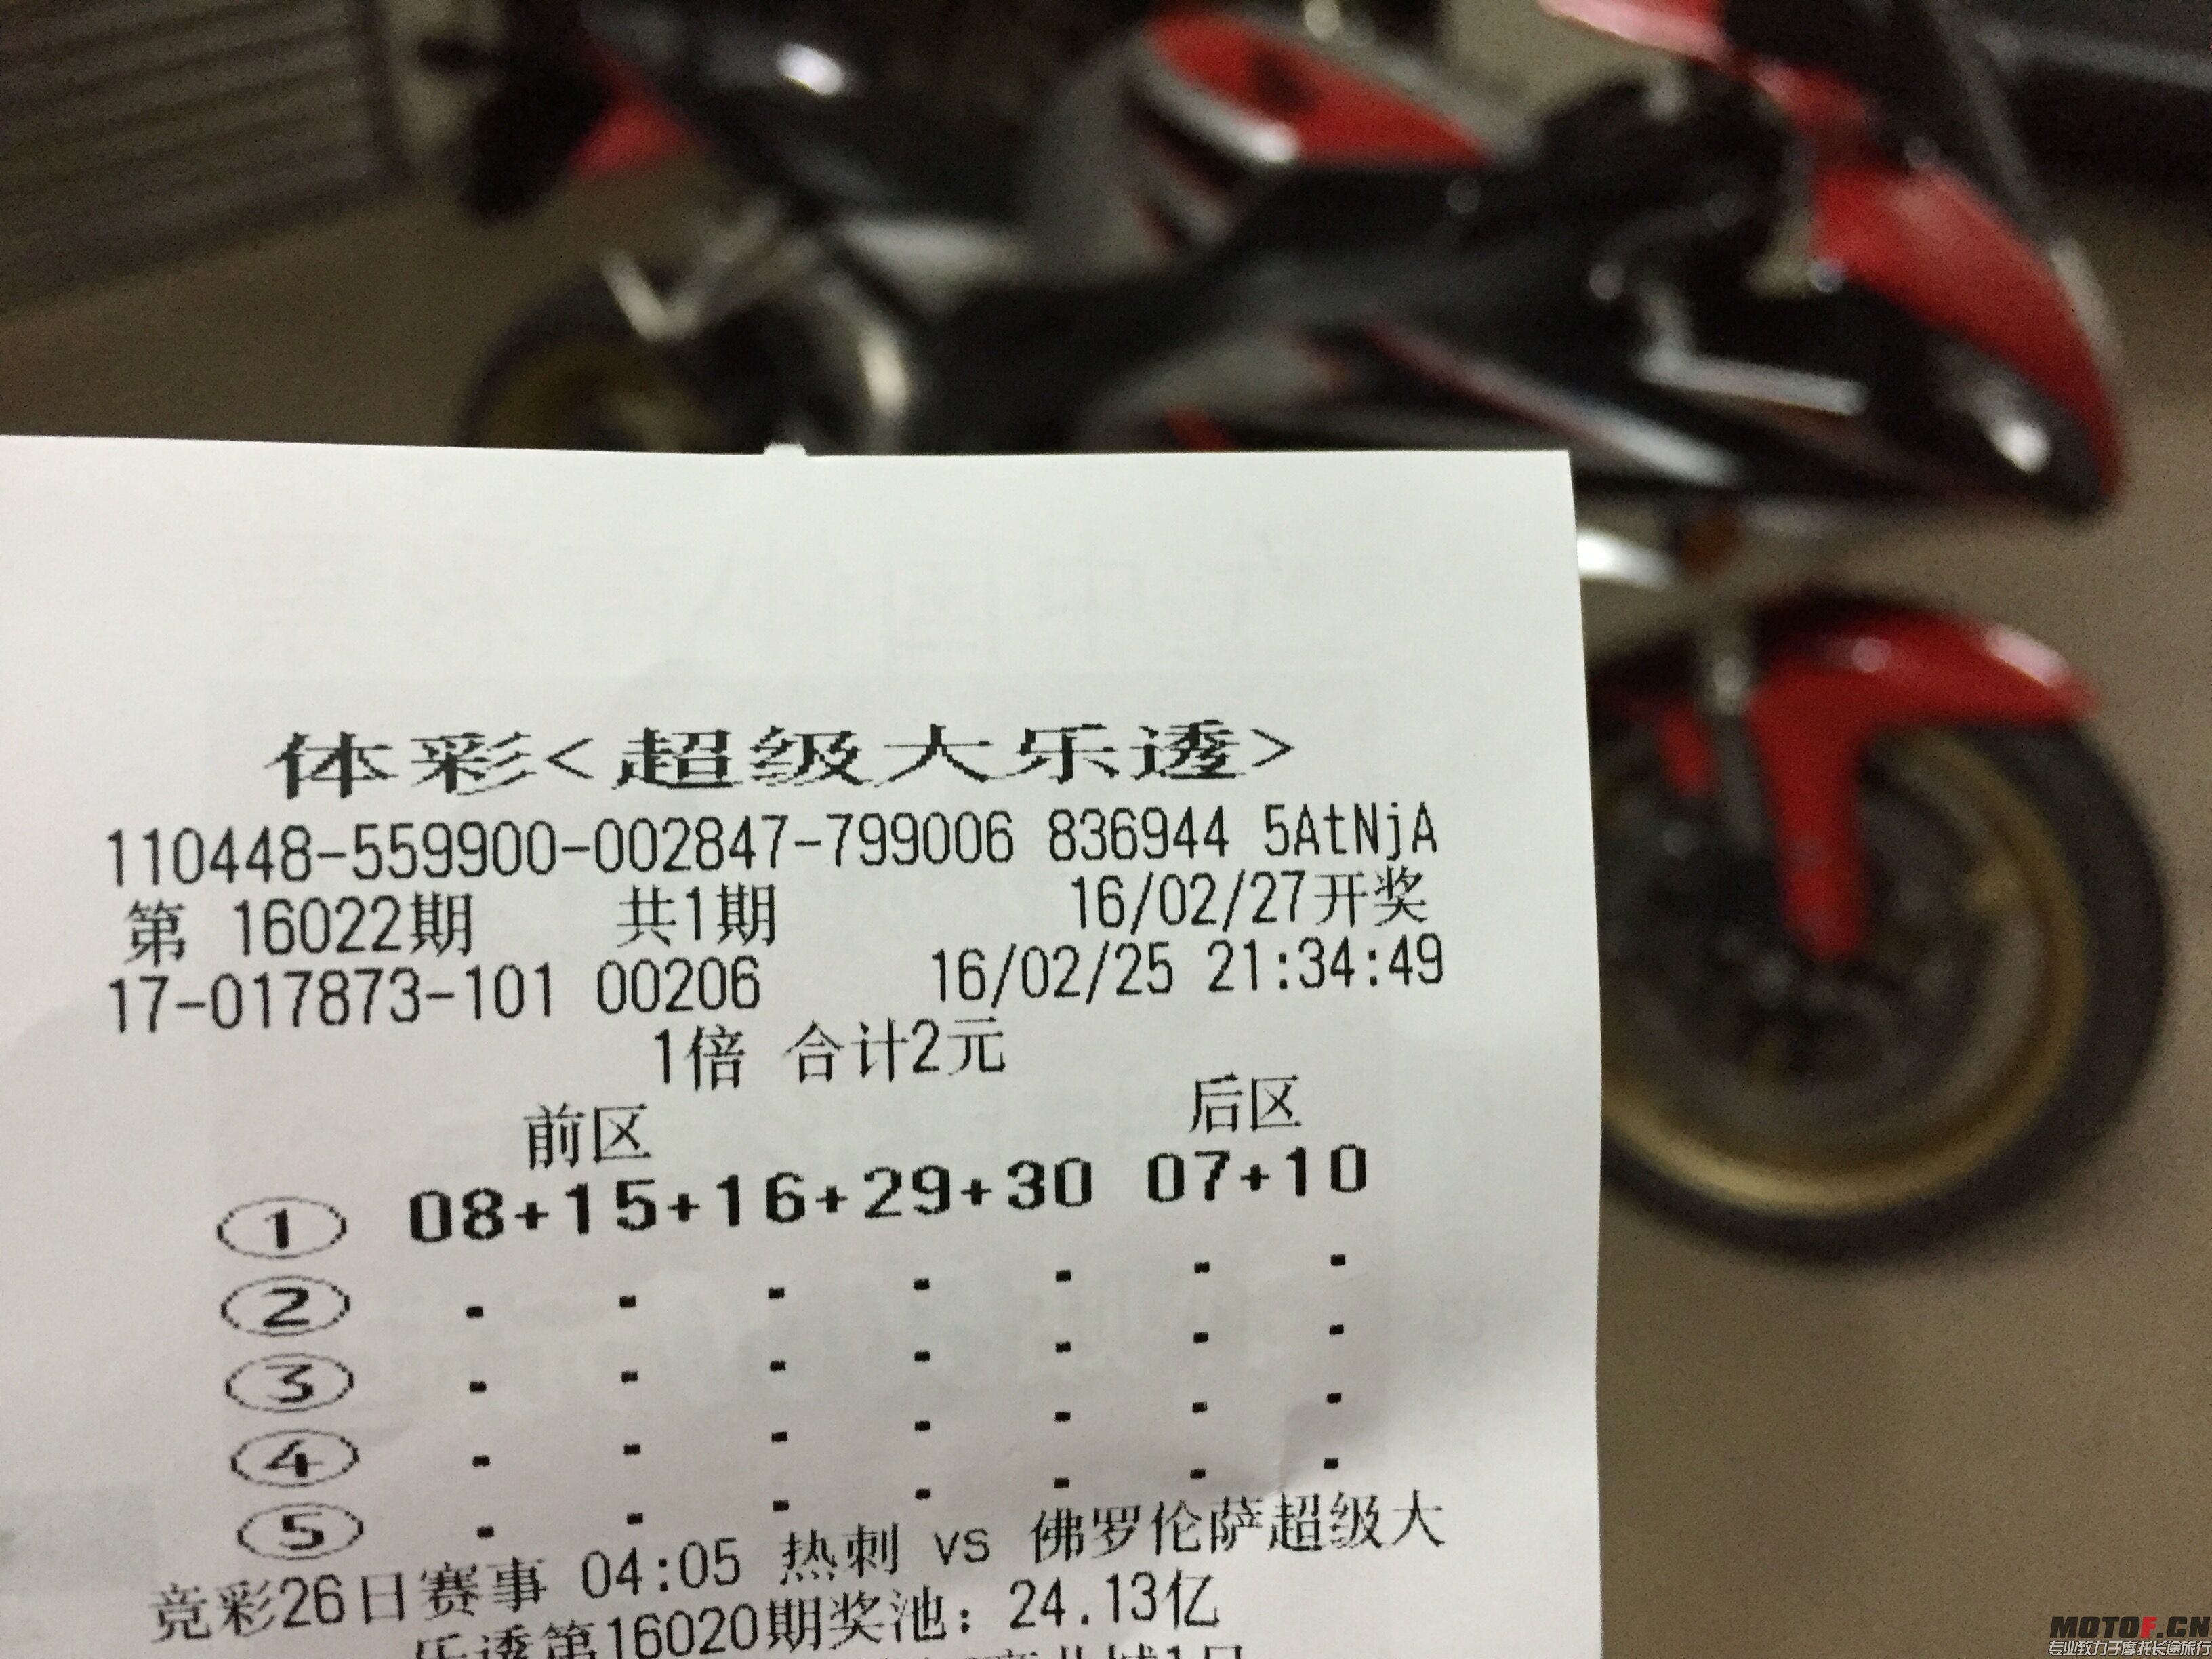 体彩<超级大乐透>
110448-559900-002847-799006 836944 5AtNjA
第 16022期 共1期 16/02/27开奖
17-017873-101 00206 16/02/25 21:34:49
1倍 合计2元
前区 后区
① 08+15+16+29+30 07+10
② - - - - - - -
③ - - - - - - -
④ - - - - - - -
⑤ - - - - - - -
竞彩26日赛事 04:05 热刺 vs 佛罗伦萨超级大
乐透第16020期奖池：24.13亿
MOTOF.CN
专业致力于摩托长途旅行